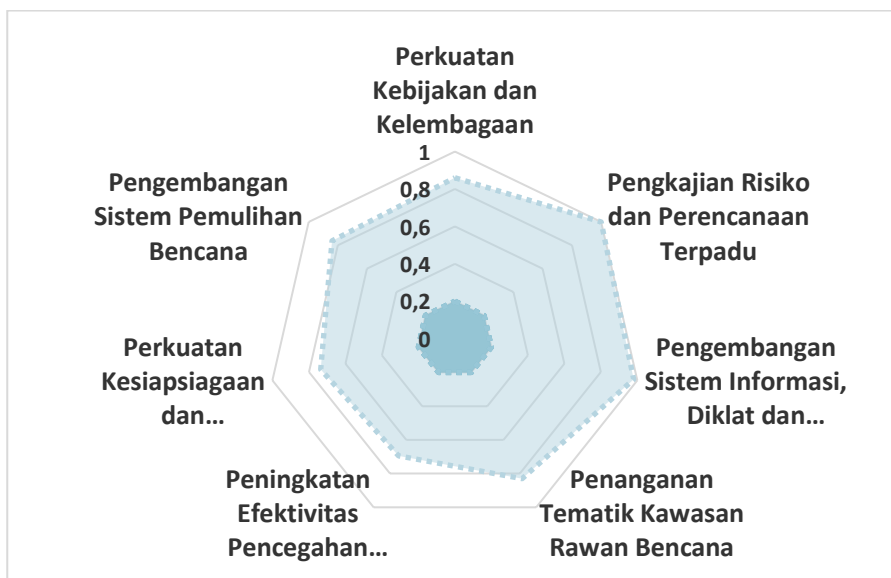 Perkuatan
Kebijakan dan
Kelembagaan
1
0,8
0,6
0,4
0,2
0
Pengkajian Risiko
dan Perencanaan
Terpadu
Pengembangan
Sistem Informasi,
Diklat dan...
Penanganan
Tematik Kawasan
Rawan Bencana
Peningkatan
Efektivitas
Pencegahan...
Perkuatan
Kesiapsiagaan
dan...
Pengembangan
Sistem Pemulihan
Bencana